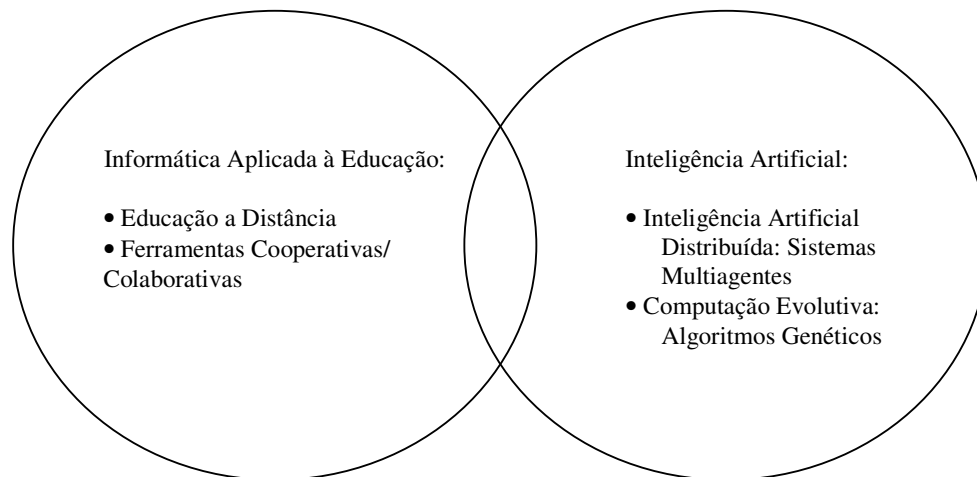 Informática Aplicada à Educação:
• Educação a Distância
• Ferramentas Cooperativas/
Colaborativas
Inteligência Artificial:
• Inteligência Artificial
Distribuída: Sistemas
Multiagentes
• Computação Evolutiva:
Algoritmos Genéticos